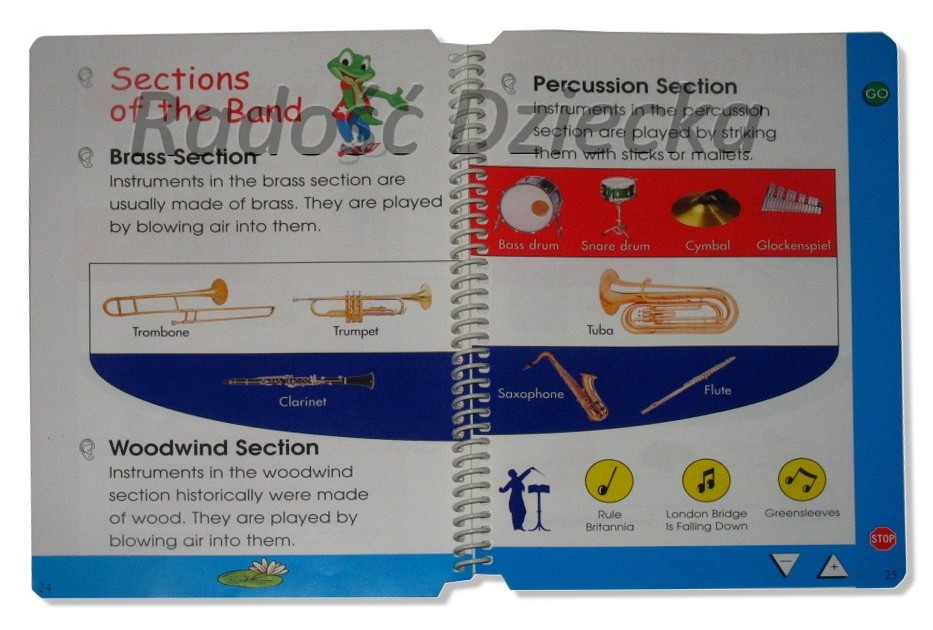 Sections
of the Band
Brass Section
Instruments in the brass section are
usually made of brass. They are played
by blowing air into them.
Trombone
Trumpet
Clarinet
Woodwind Section
Instruments in the woodwind
section historically were made
of wood. They are played by
blowing air into them.
24
Percussion Section
Instruments in the percussion
section are played by striking
them with sticks or mallets.
Bass drum
Snare drum
Cymbal
Glockenspiel
Tuba
Saxophone
Flute
Rule
Britannia
London Bridge
Is Falling Down
Greensleeves
GO
STOP
25
Radość Dziecka